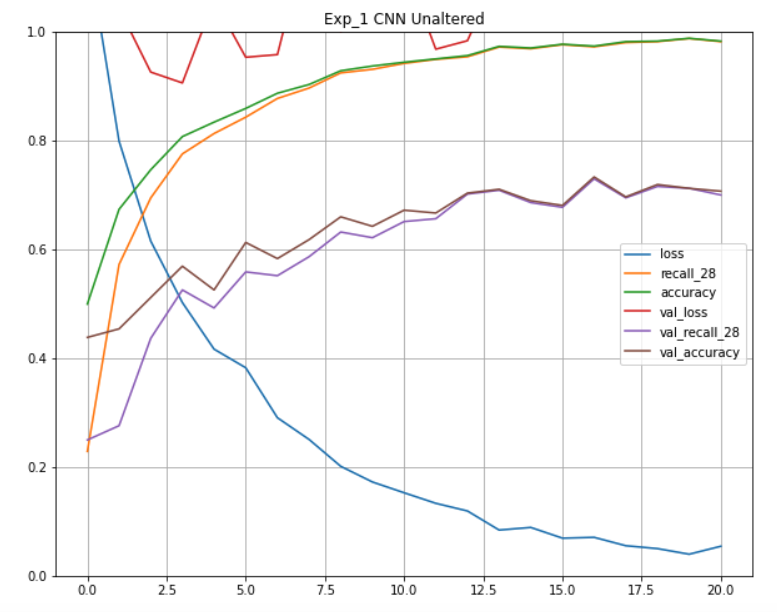 Exp_1 CNN Unaltered
1.0
0.8
0.6
0.4
0.2
0.0
loss
recall_28
accuracy
val_loss
val_recall_28
val_accuracy
0.0 2.5 5.0 7.5 10.0 12.5 15.0 17.5 20.0